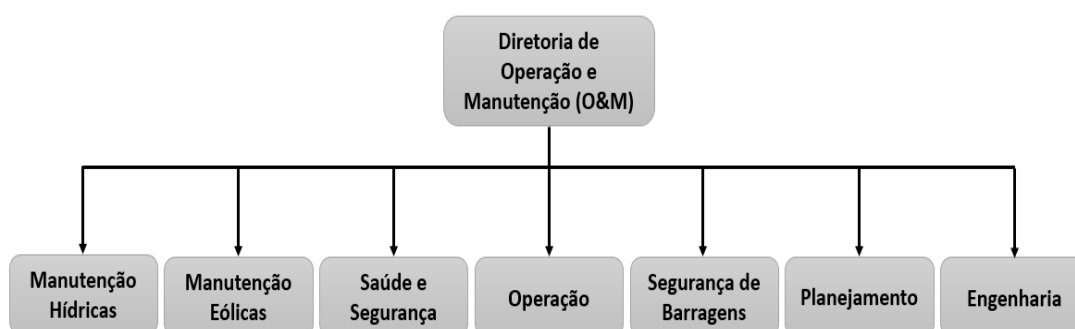 Diretoria de
Operação e
Manutenção (O&M)
Manutenção
Hídricas
Manutenção
Eólicas
Saúde e
Segurança
Operação
Segurança de
Barragens
Planejamento
Engenharia